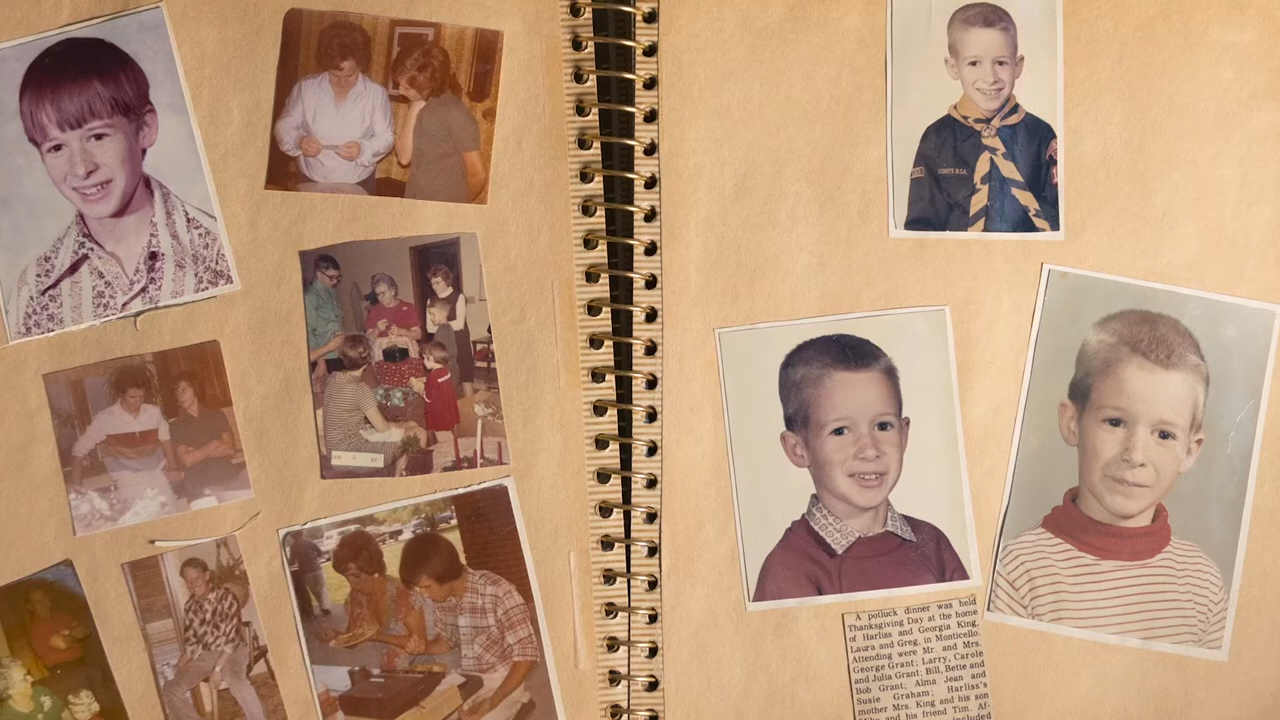 SCOUTS B.S.A.
A potluck dinner was held
Thanksgiving Day at the home
of Harliss and Georgia King,
Laura and Greg, in Monticello.
Attending were Mr. and Mrs.
George Grant; Larry, Carole
and Julia Grant; Bill, Bette and
Bob Grant; Alma Jean and
Susie Graham; Harliss's
mother Mrs. King and his son
and his friend Tim. Af-
included